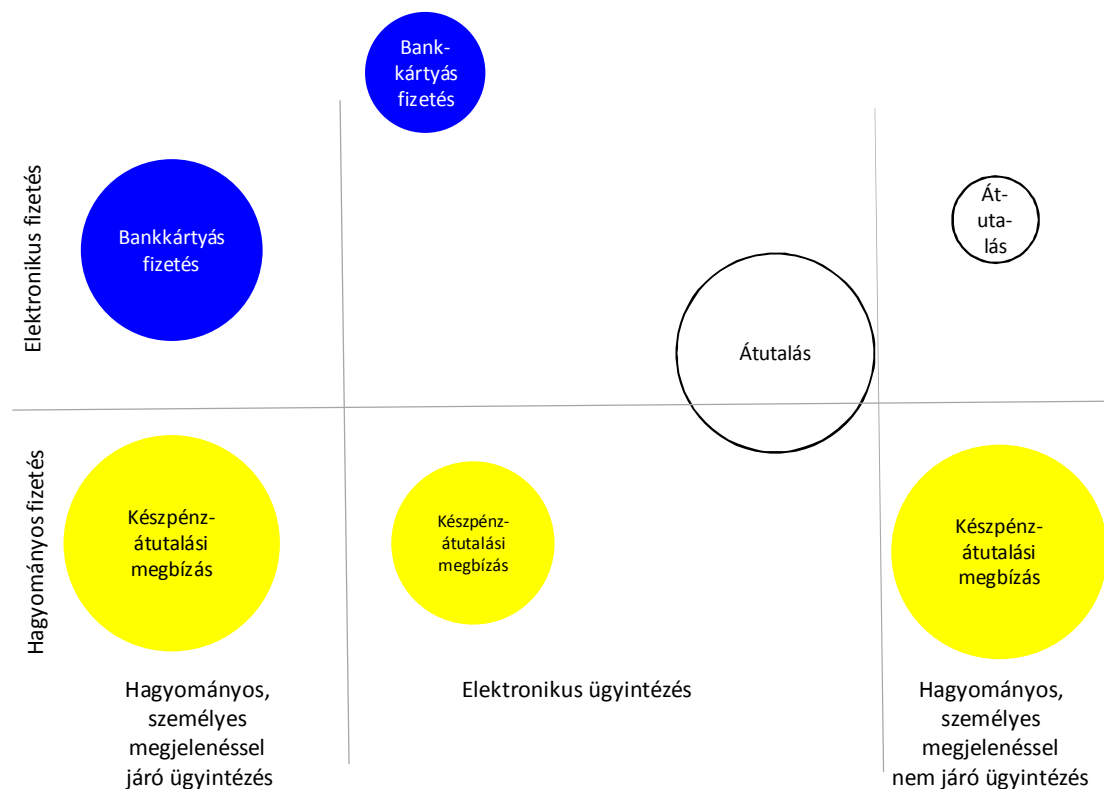 Bank-
kártyás
fizetés
Elektronikus fizetés
Bankkártyás
fizetés
Át-
uta-
lás
Átutalás
Hagyományos fizetés
Készpénz-
átutalási
megbízás
Készpénz-
átutalási
megbízás
Készpénz-
átutalási
megbízás
Hagyományos,
személyes
megjelenéssel
járó ügyintézés
Elektronikus ügyintézés
Hagyományos,
személyes
megjelenéssel
nem járó ügyintézés